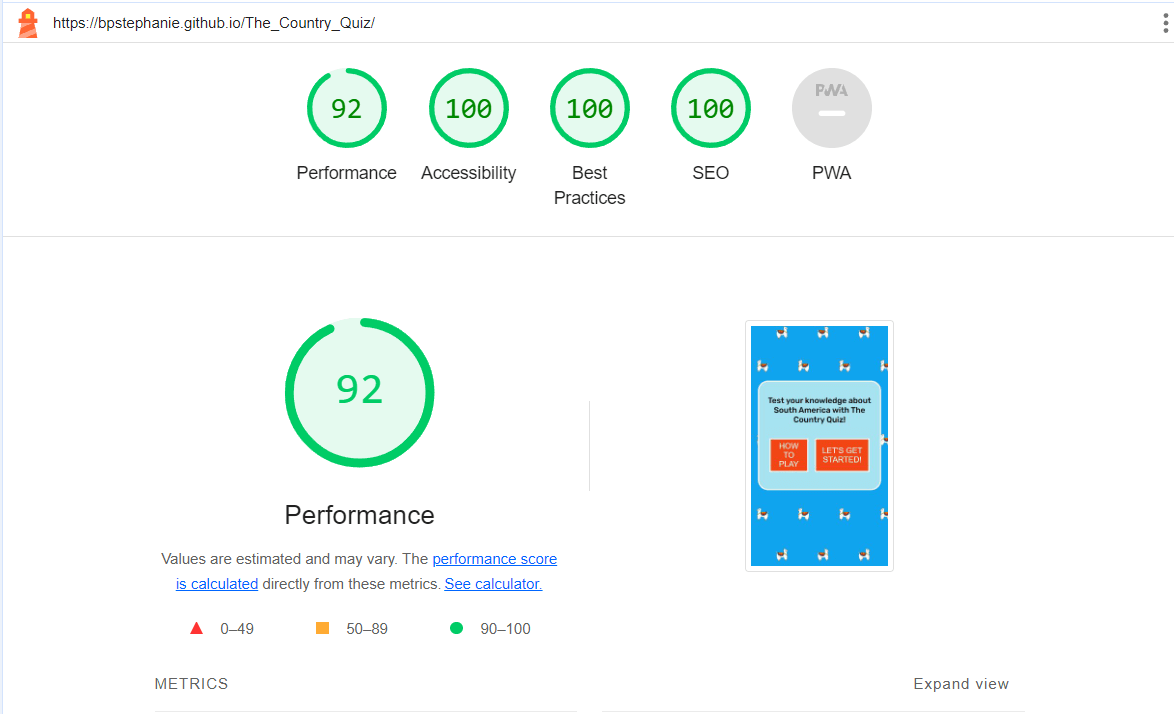 https://bpstephanie.github.io/The_Country_Quiz/
92
100
100
100
PWA
Performance
Accessibility
Best
Practices
SEO
PWA
92
Performance
Values are estimated and may vary. The performance score
is calculated directly from these metrics. See calculator.
0–49
50–89
90–100
Test your knowledge about
South America with The
Country Quiz!
HOW
TO
PLAY
LET'S GET
STARTED!
METRICS
Expand view